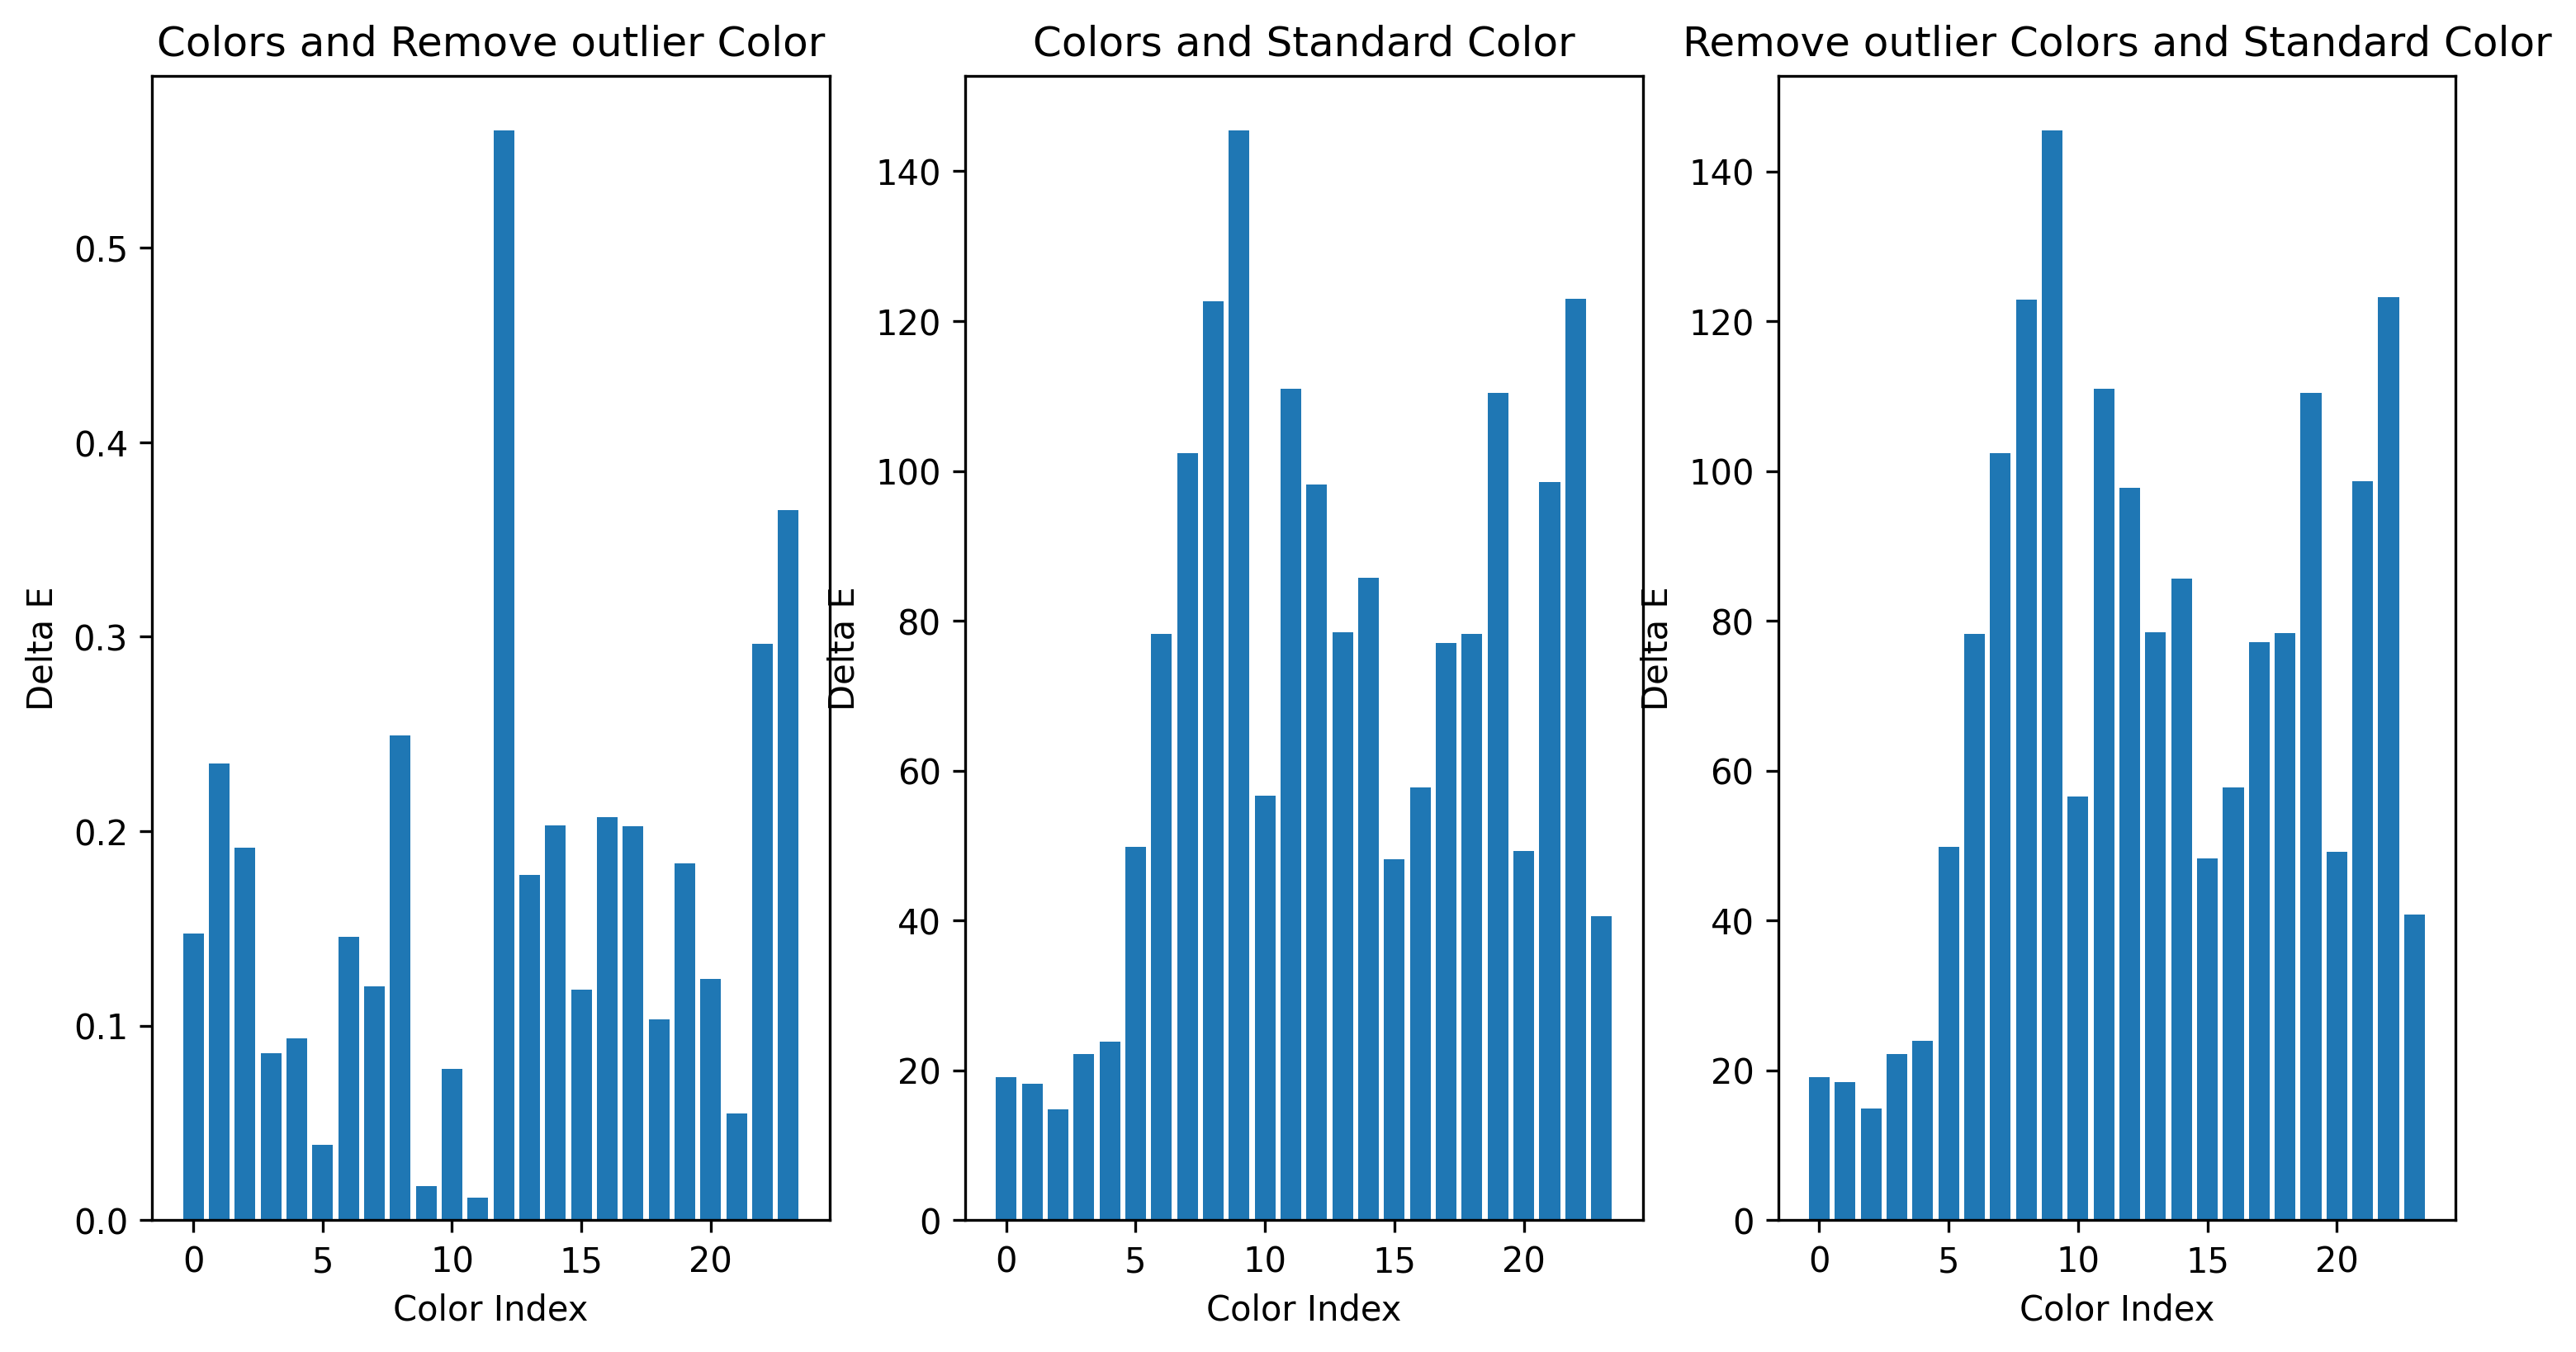 Colors and Remove outlier Color
Delta E
0.5
0.4
0.3
0.2
0.1
0.0
0 5 10 15 20
Color Index
Colors and Standard Color
Delta E
140
120
100
80
60
40
20
0
0 5 10 15 20
Color Index
Remove outlier Colors and Standard Color
Delta E
140
120
100
80
60
40
20
0
0 5 10 15 20
Color Index